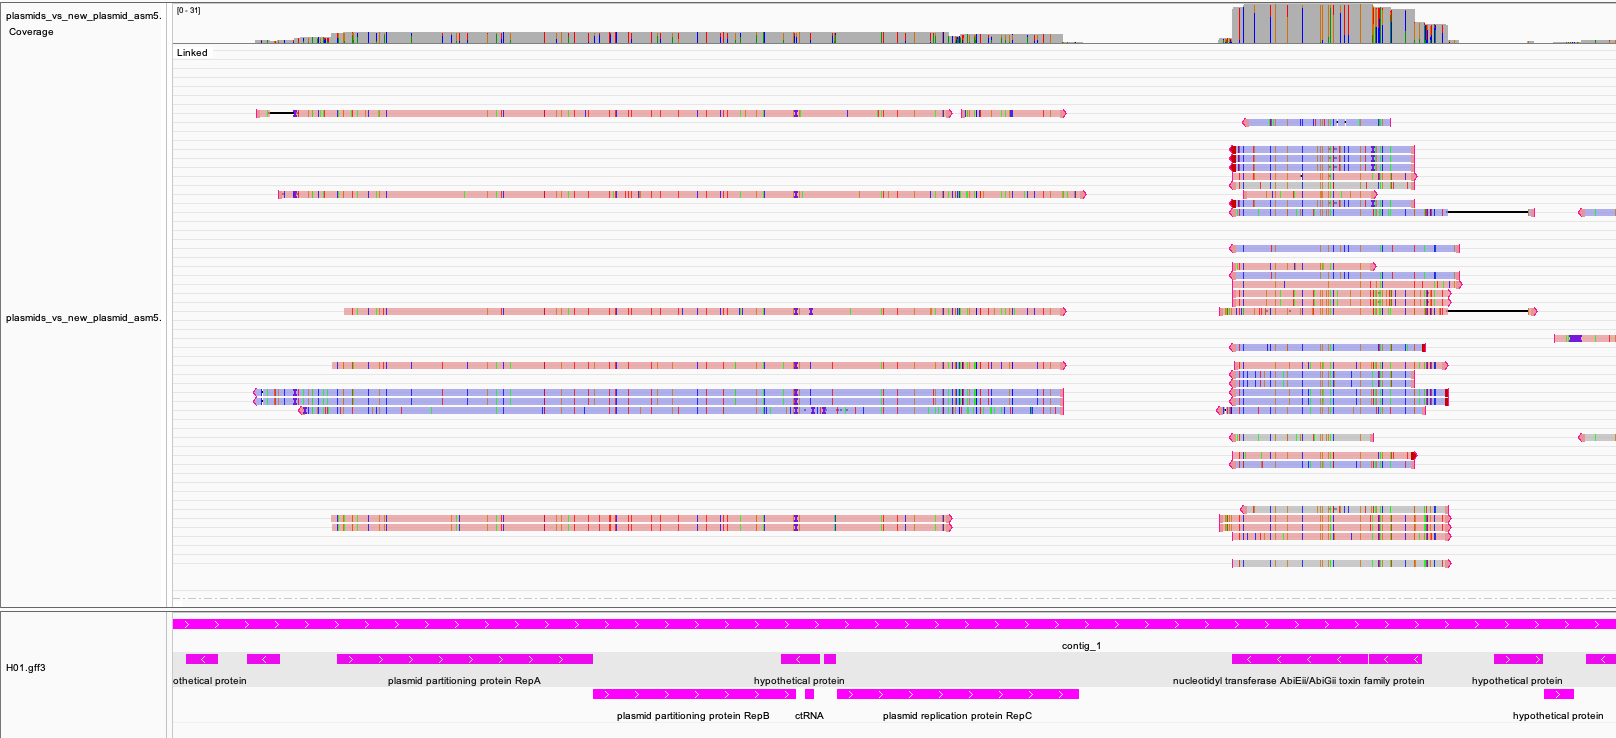 plasmids_vs_new_plasmid_asm5.
Coverage
[0 - 31]
Linked
plasmids_vs_new_plasmid_asm5.
contig_1
H01.gff3
othetical protein
plasmid partitioning protein RepA
hypothetical protein
nucleotidyl transferase AbiEii/AbiGii toxin family protein
hypothetical protein
plasmid partitioning protein RepB
ctRNA
plasmid replication protein RepC
hypothetical protein